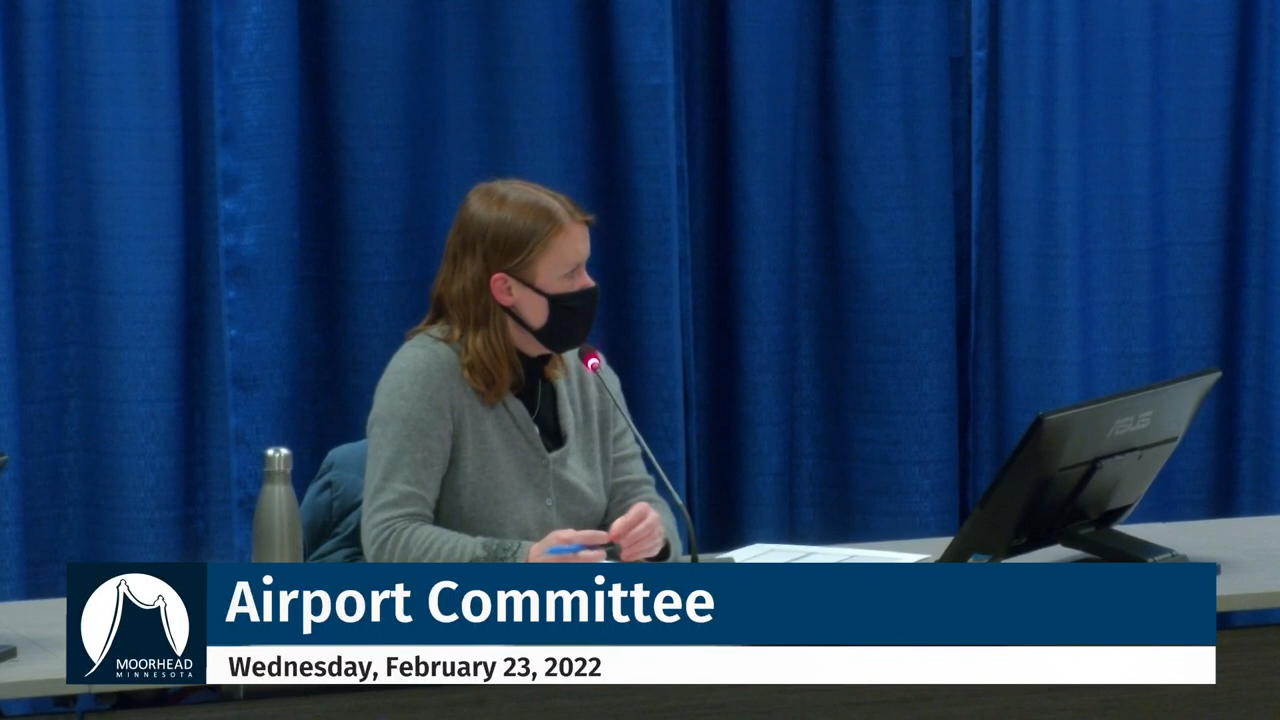 ASUS
Airport Committee
MOORHEAD
MINNESOTA
Wednesday, February 23, 2022